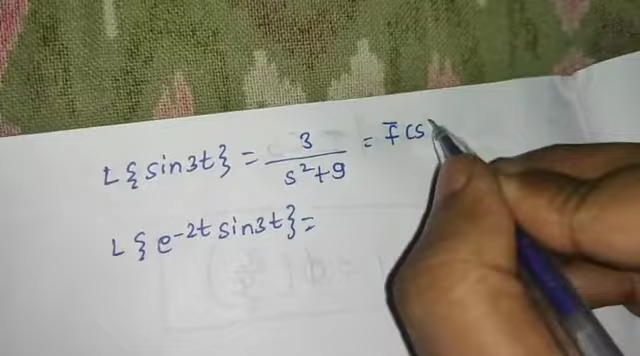 L{sin3t} = 3/(s²+9) = f̄(s
L{e^-2t sin3t} =